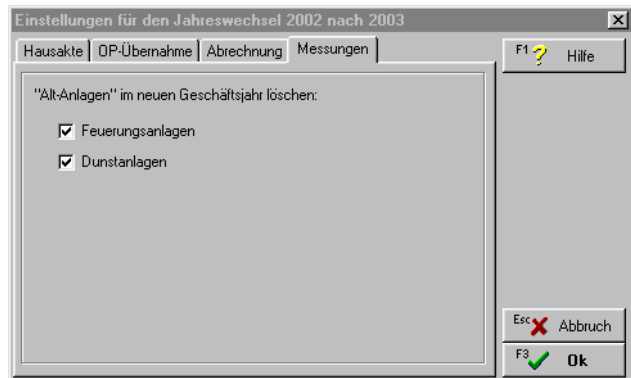 Einstellungen für den Jahreswechsel 2002 nach 2003
Hausakte OP-Übernahme Abrechnung Messungen
"Alt-Anlagen" im neuen Geschäftsjahr löschen:
Feuerungsanlagen
Dunstanlagen
F1 Hilfe
Esc Abbruch
F3 Ok